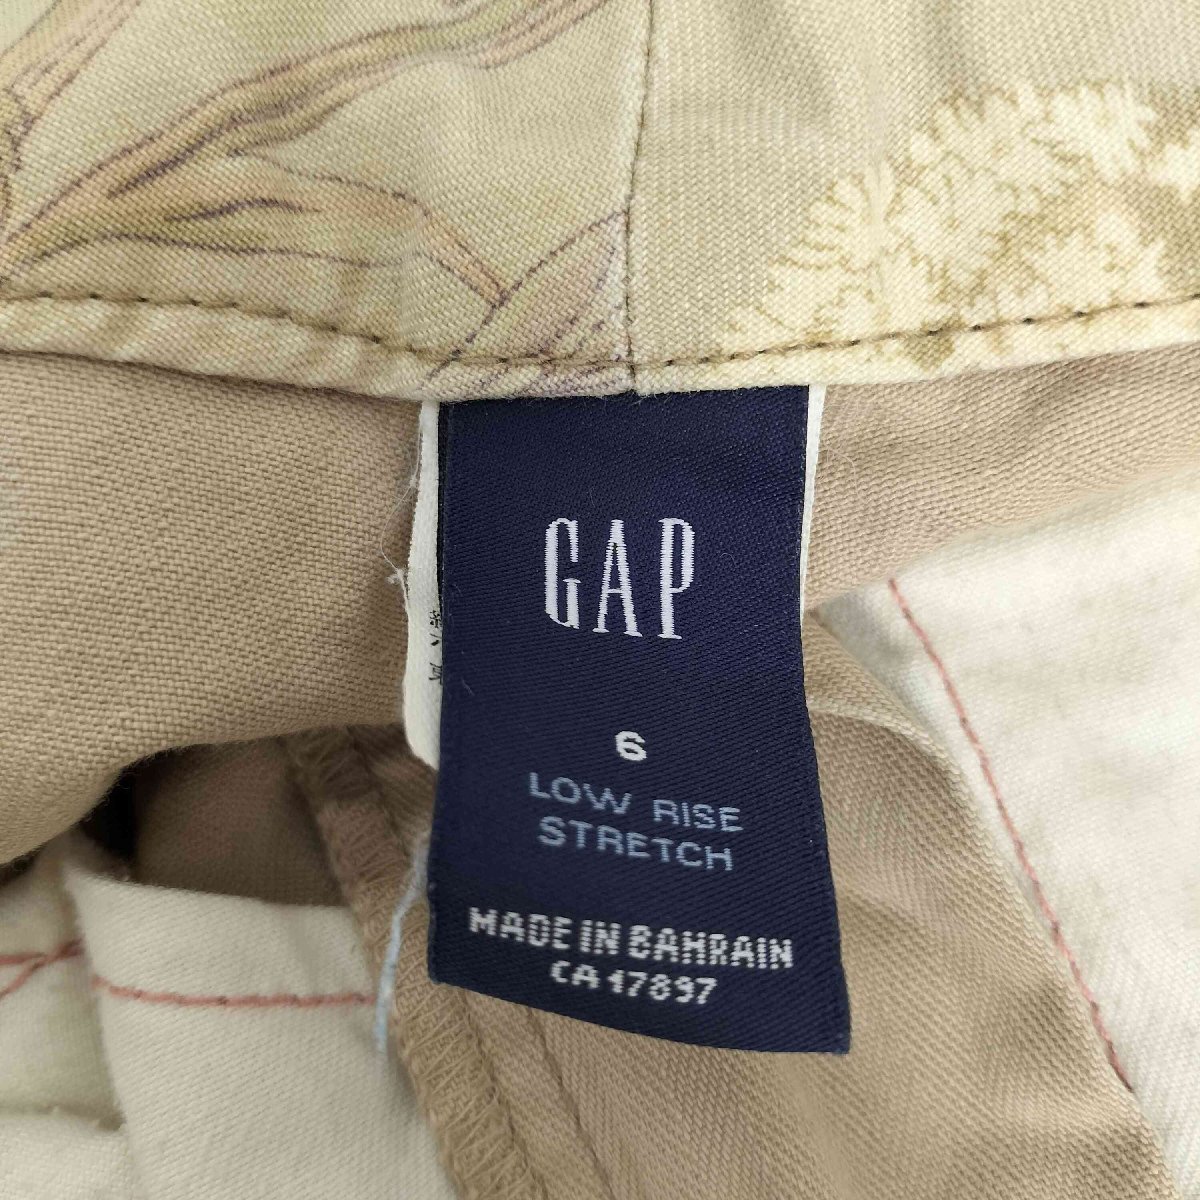 GAP
6
LOW RISE
STRETCH
MADE IN BAHRAIN
CA 17897